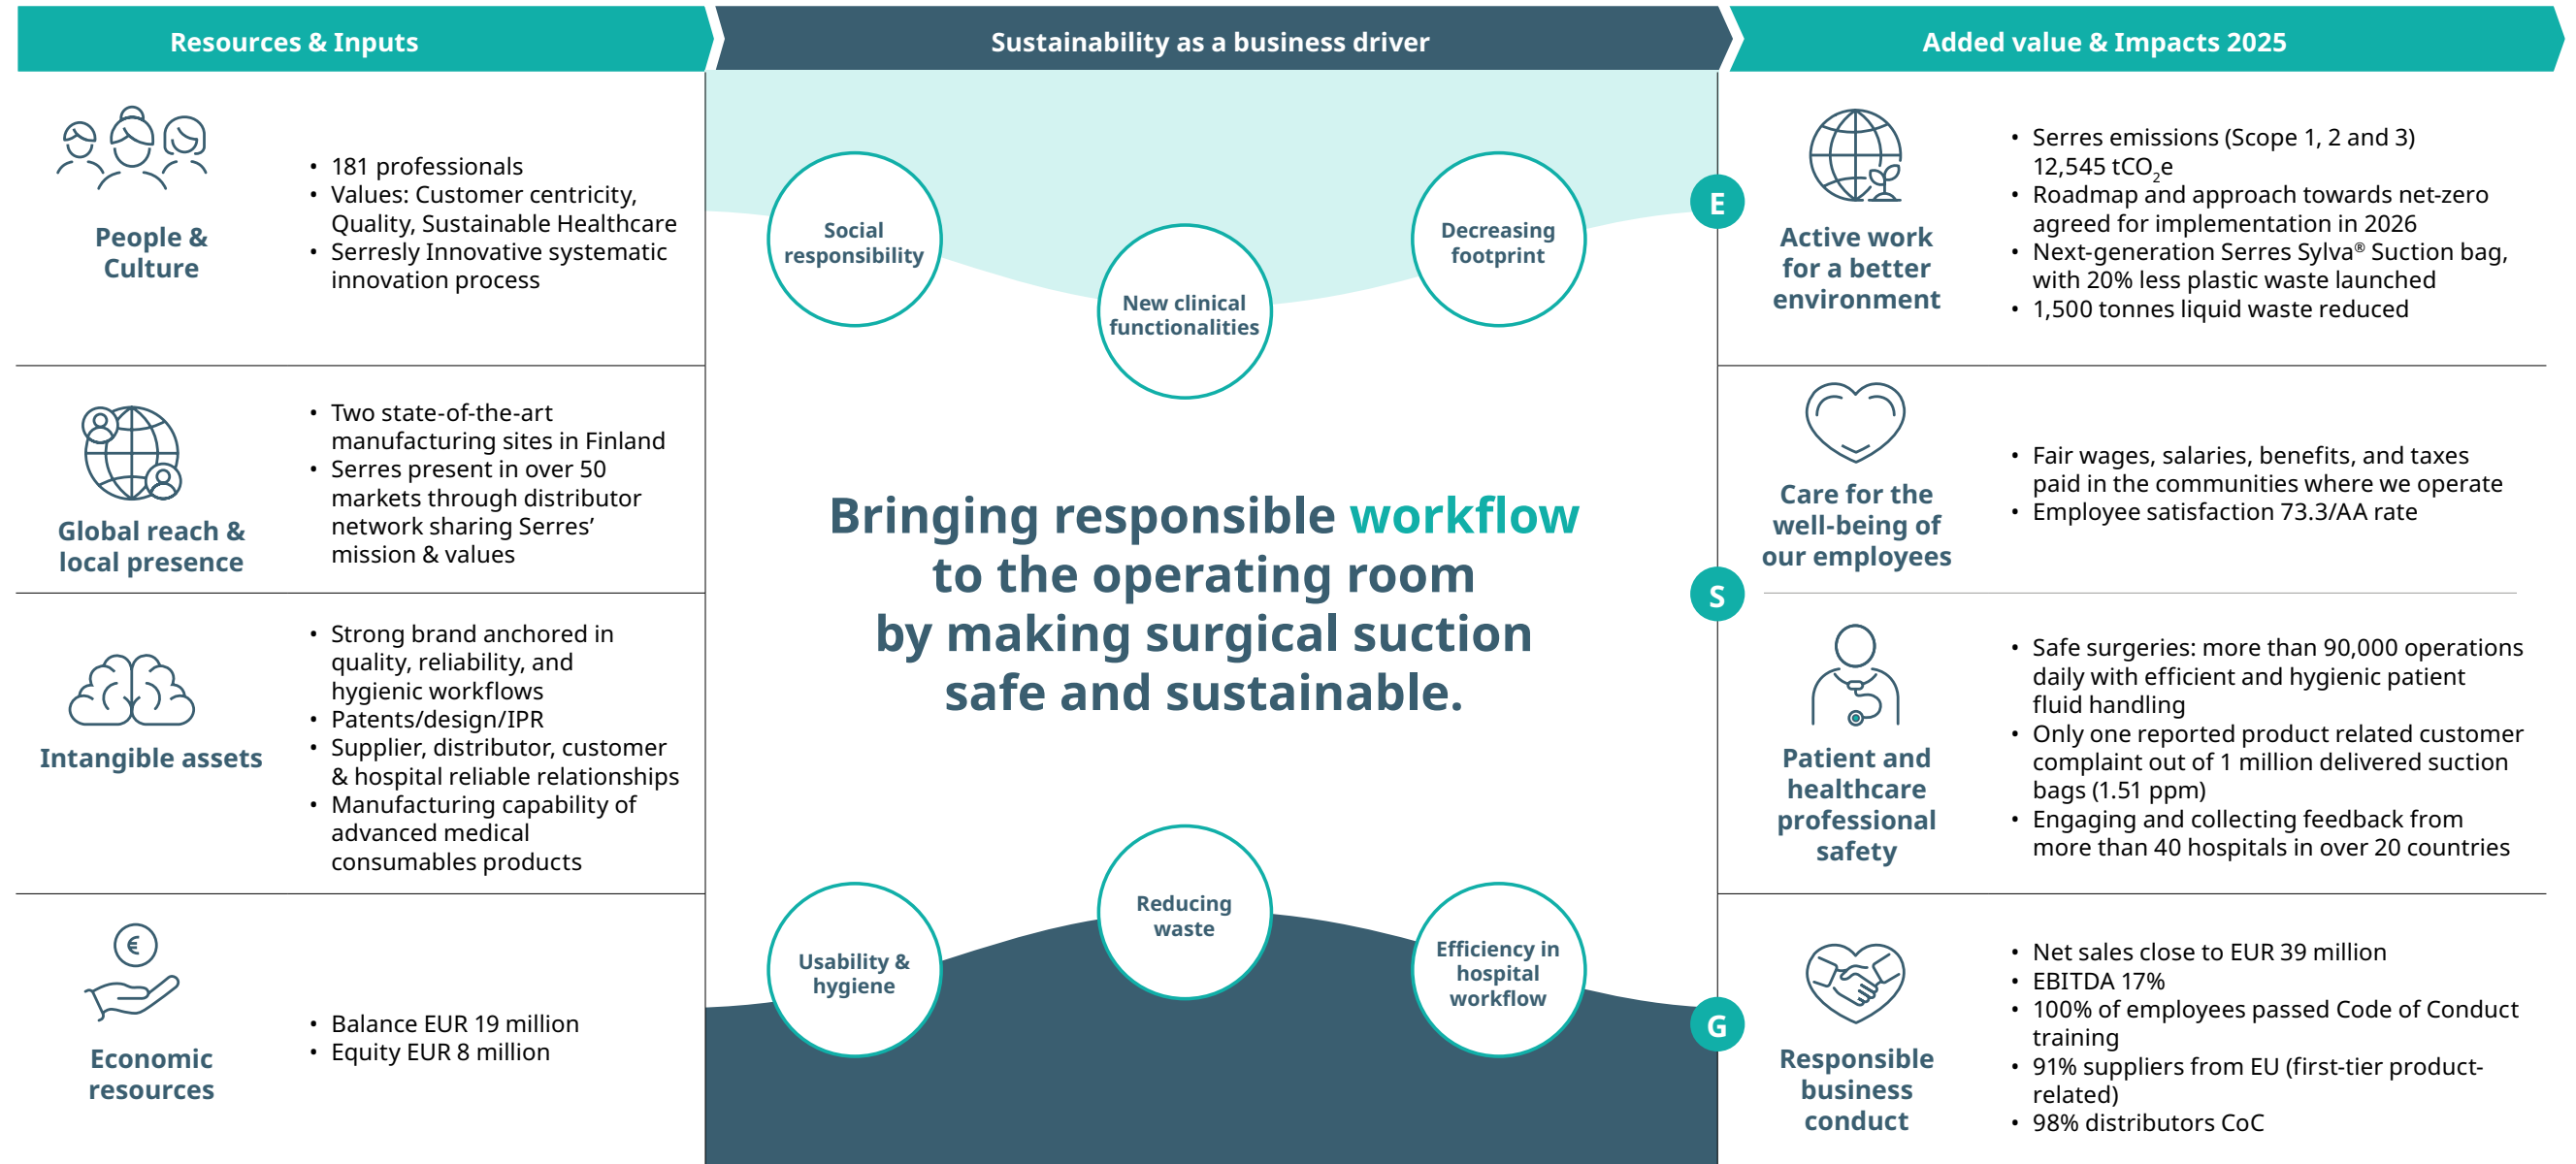 Resources & Inputs
Sustainability as a business driver
Added value & Impacts 2025
People &
Culture
• 181 professionals
• Values: Customer centricity,
Quality, Sustainable Healthcare
• Serresly Innovative systematic
innovation process
Global reach &
local presence
• Two state-of-the-art
manufacturing sites in Finland
• Serres present in over 50
markets through distributor
network sharing Serres’
mission & values
Intangible assets
• Strong brand anchored in
quality, reliability, and
hygienic workflows
• Patents/design/IPR
• Supplier, distributor, customer
& hospital reliable relationships
• Manufacturing capability of
advanced medical
consumables products
€
Economic
resources
• Balance EUR 19 million
• Equity EUR 8 million
Social
responsibility
New clinical
functionalities
Decreasing
footprint
Bringing responsible workflow
to the operating room
by making surgical suction
safe and sustainable.
Usability &
hygiene
Reducing
waste
Efficiency in
hospital
workflow
E
Active work
for a better
environment
• Serres emissions (Scope 1, 2 and 3)
12,545 tCO₂e
• Roadmap and approach towards net-zero
agreed for implementation in 2026
• Next-generation Serres Sylva® Suction bag,
with 20% less plastic waste launched
• 1,500 tonnes liquid waste reduced
S
Care for the
well-being of
our employees
• Fair wages, salaries, benefits, and taxes
paid in the communities where we operate
• Employee satisfaction 73.3/AA rate
Patient and
healthcare
professional
safety
• Safe surgeries: more than 90,000 operations
daily with efficient and hygienic patient
fluid handling
• Only one reported product related customer
complaint out of 1 million delivered suction
bags (1.51 ppm)
• Engaging and collecting feedback from
more than 40 hospitals in over 20 countries
G
Responsible
business
conduct
• Net sales close to EUR 39 million
• EBITDA 17%
• 100% of employees passed Code of Conduct
training
• 91% suppliers from EU (first-tier product-
related)
• 98% distributors CoC